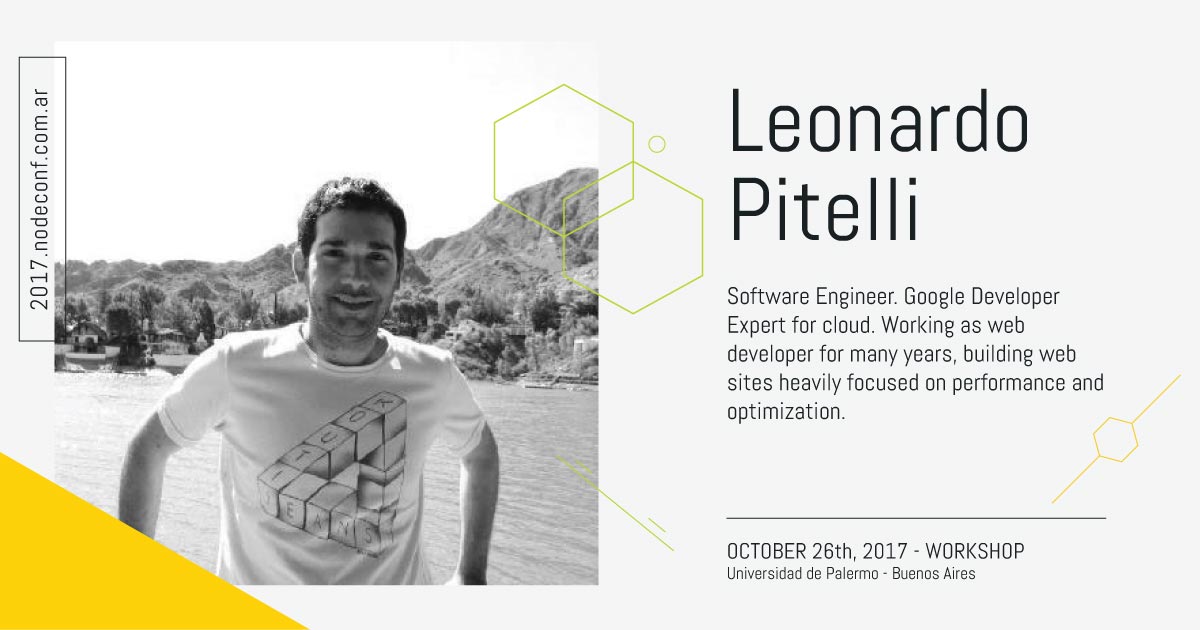 2017.nodeconf.com.ar
Leonardo
Pitelli
Software Engineer. Google Developer
Expert for cloud. Working as web
developer for many years, building web
sites heavily focused on performance and
optimization.
OCTOBER 26th, 2017 - WORKSHOP
Universidad de Palermo - Buenos Aires
JEANS